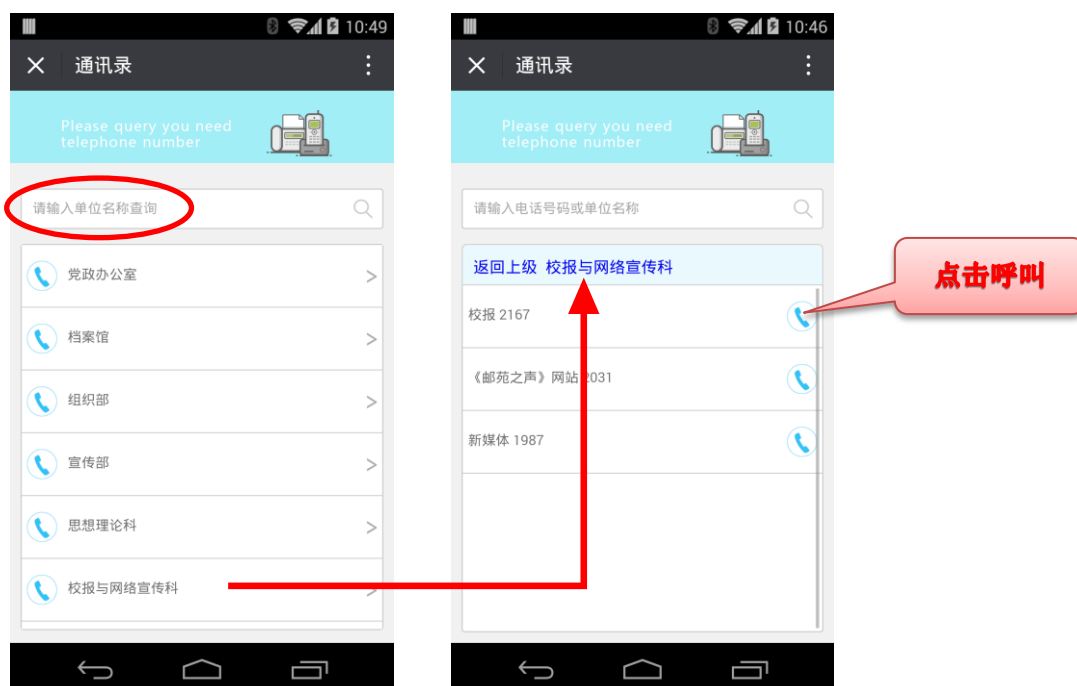 10:49
通讯录
Please query you need
telephone number
请输入单位名称查询
党政办公室
>
档案馆
>
组织部
>
宣传部
>
思想理论科
>
校报与网络宣传科
>
10:46
通讯录
Please query you need
telephone number
请输入电话号码或单位名称
返回上级 校报与网络宣传科
校报 2167
《邮苑之声》网站 2031
新媒体 1987
点击呼叫